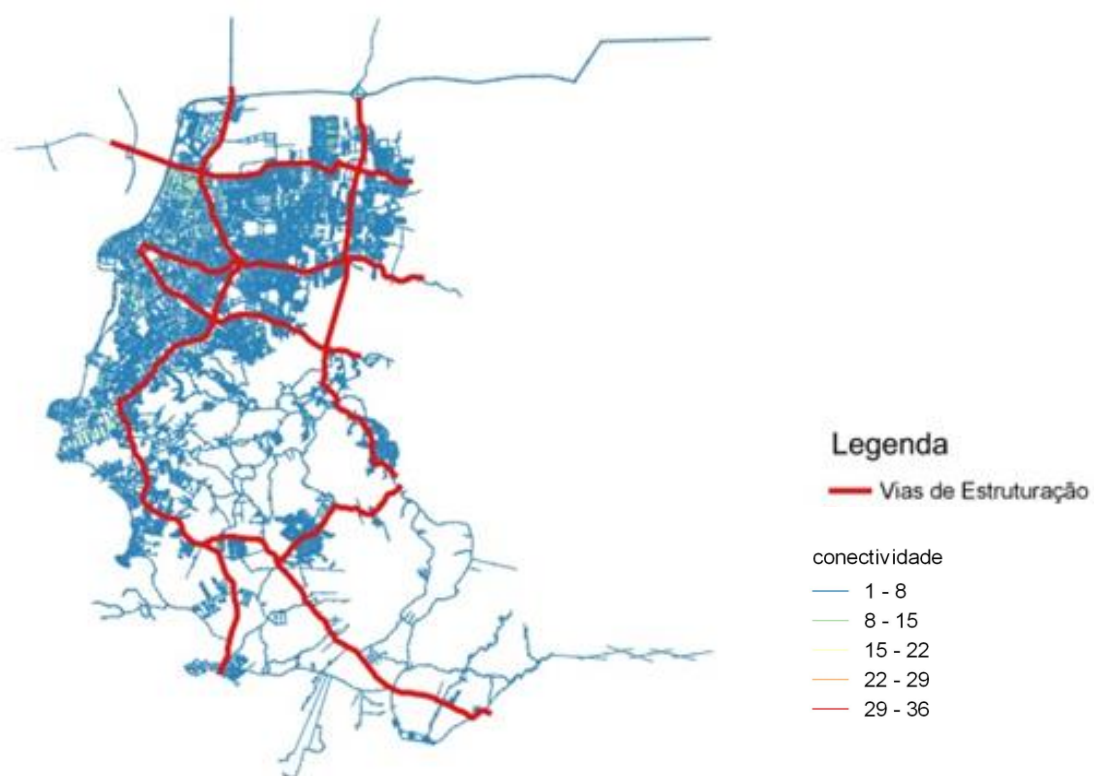 Legenda
Vias de Estruturação
conectividade
1 - 8
8 - 15
15 - 22
22 - 29
29 - 36